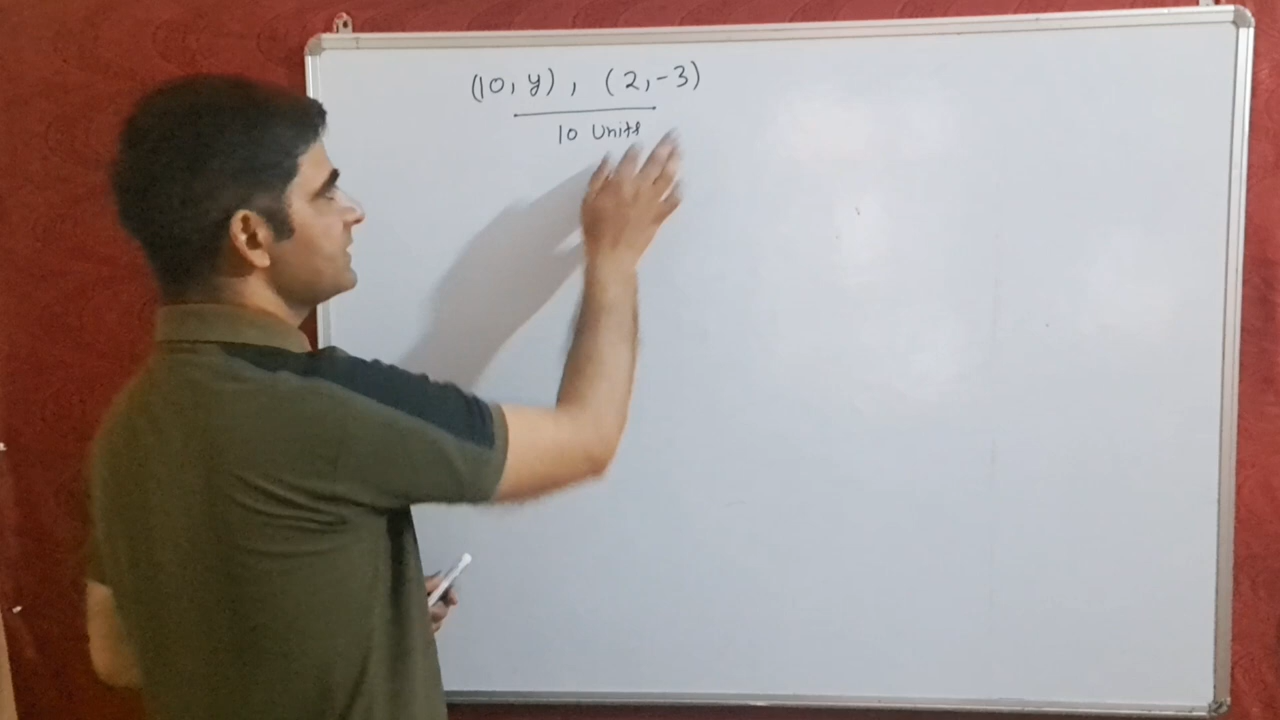 (10, y) , (2, -3)
10 Units